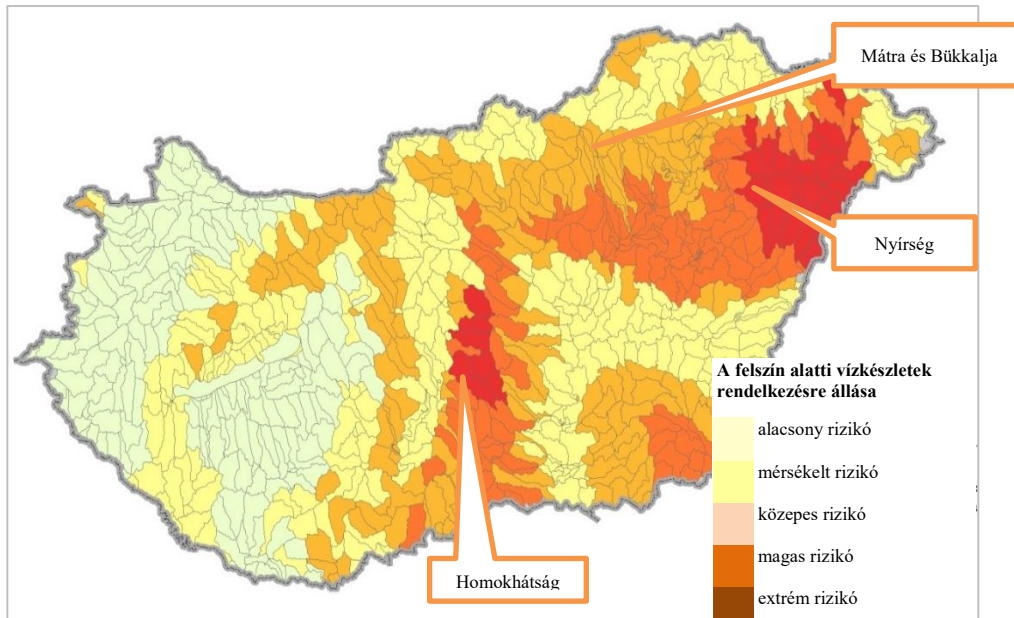 Mátra és Bükkalja
Nyírség
Homokhátság
A felszín alatti vízkészletek
rendelkezésre állása
alacsony rizikó
mérsékelt rizikó
közepes rizikó
magas rizikó
extrém rizikó